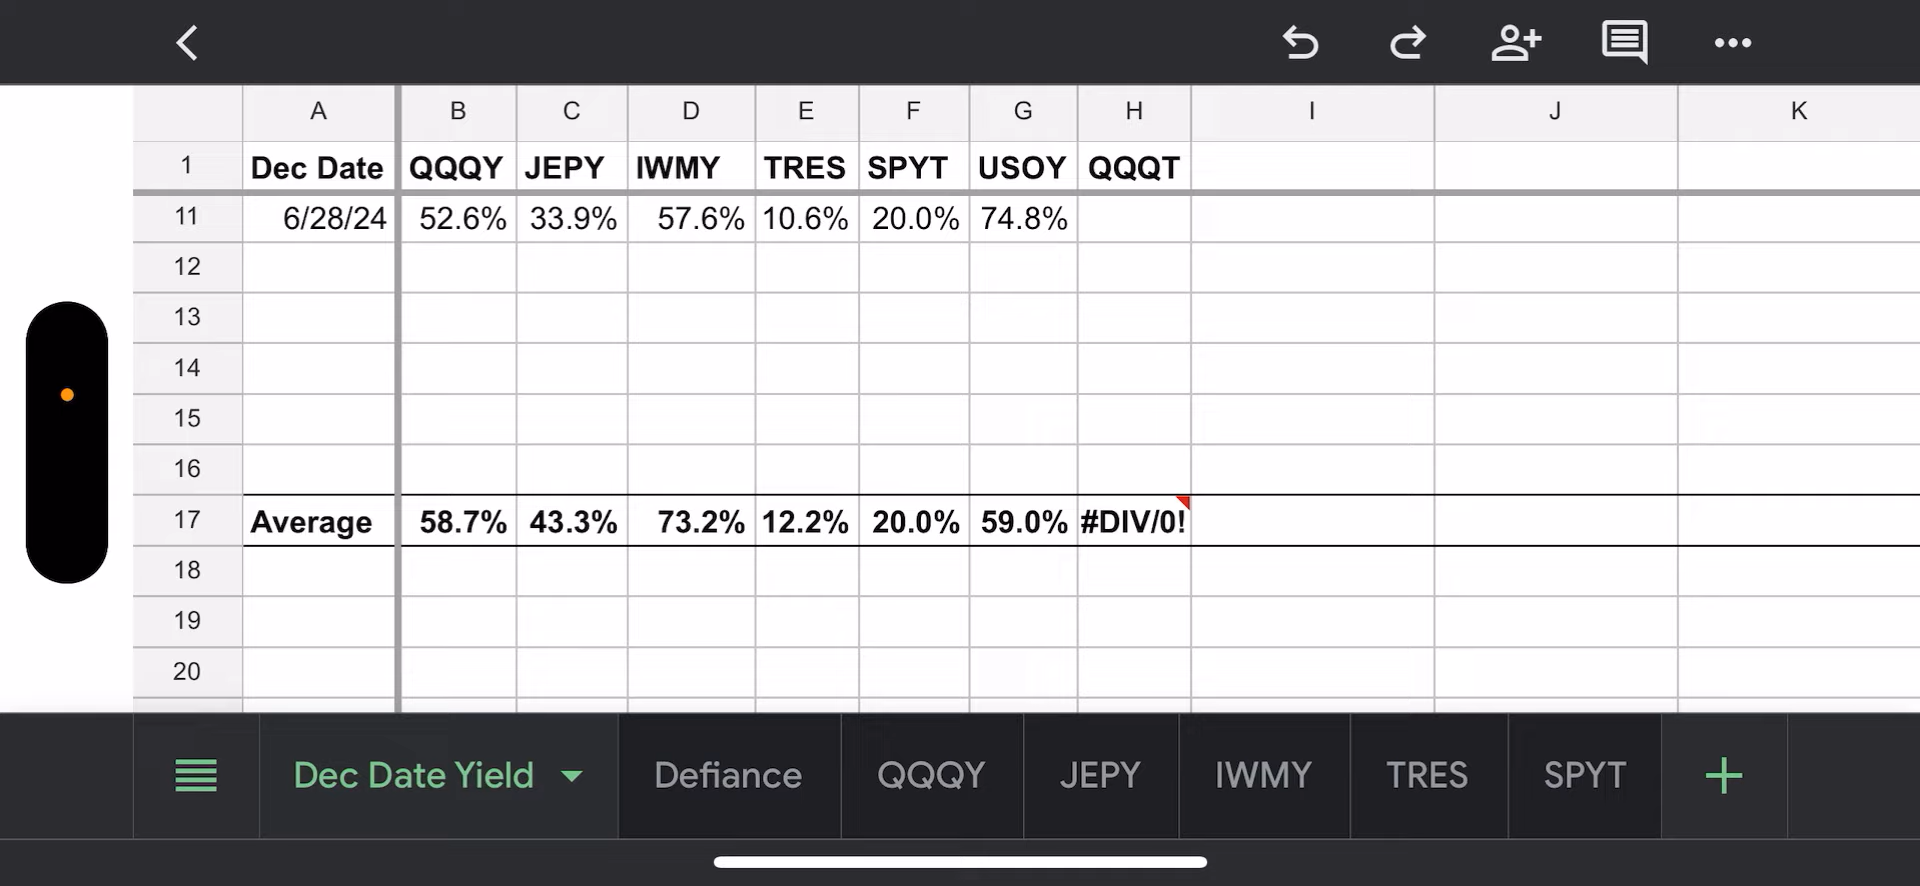 A B C D E F G H I J K
1 Dec Date QQQY JEPY IWMY TRES SPYT USOY QQQT
11 6/28/24 52.6% 33.9% 57.6% 10.6% 20.0% 74.8%
12
13
14
15
16
17 Average 58.7% 43.3% 73.2% 12.2% 20.0% 59.0% #DIV/0!
18
19
20
Dec Date Yield Defiance QQQY JEPY IWMY TRES SPYT